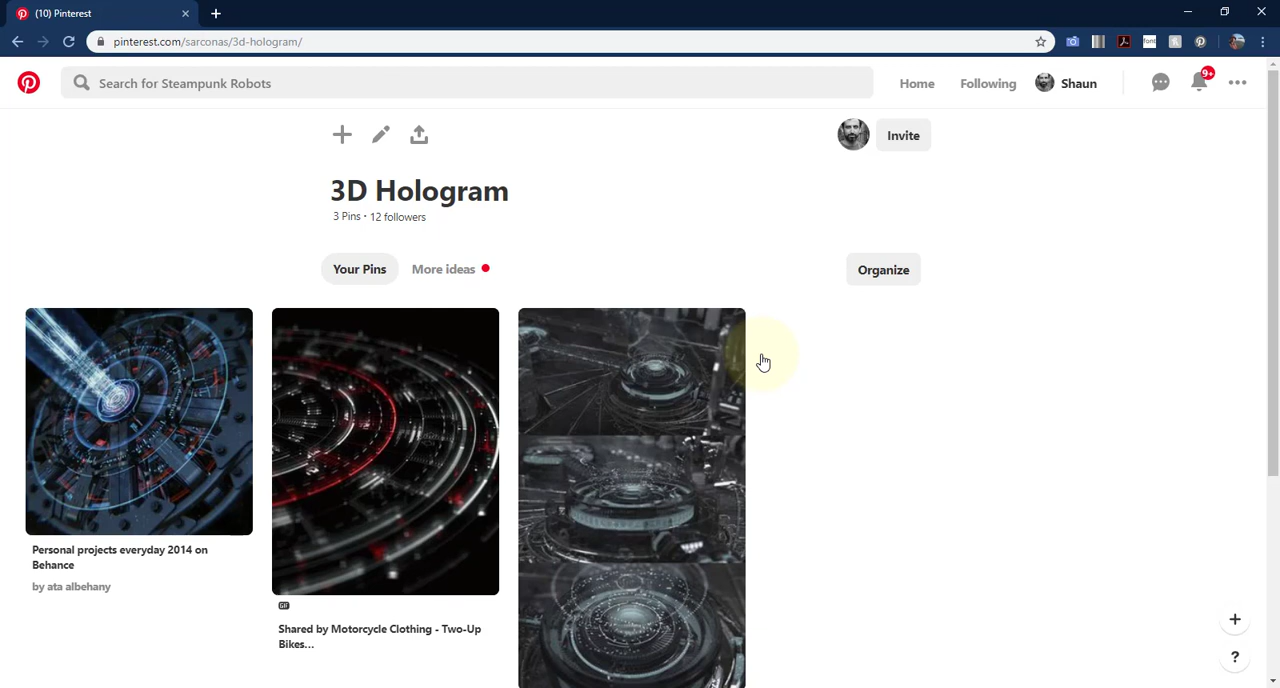 (10) Pinterest
pinterest.com/sarconas/3d-hologram/
Search for Steampunk Robots
Home
Following
Shaun
9+
Invite
3D Hologram
3 Pins • 12 followers
Your Pins
More ideas
Organize
Personal projects everyday 2014 on
Behance
by ata albehany
GIF
Shared by Motorcycle Clothing - Two-Up
Bikes...